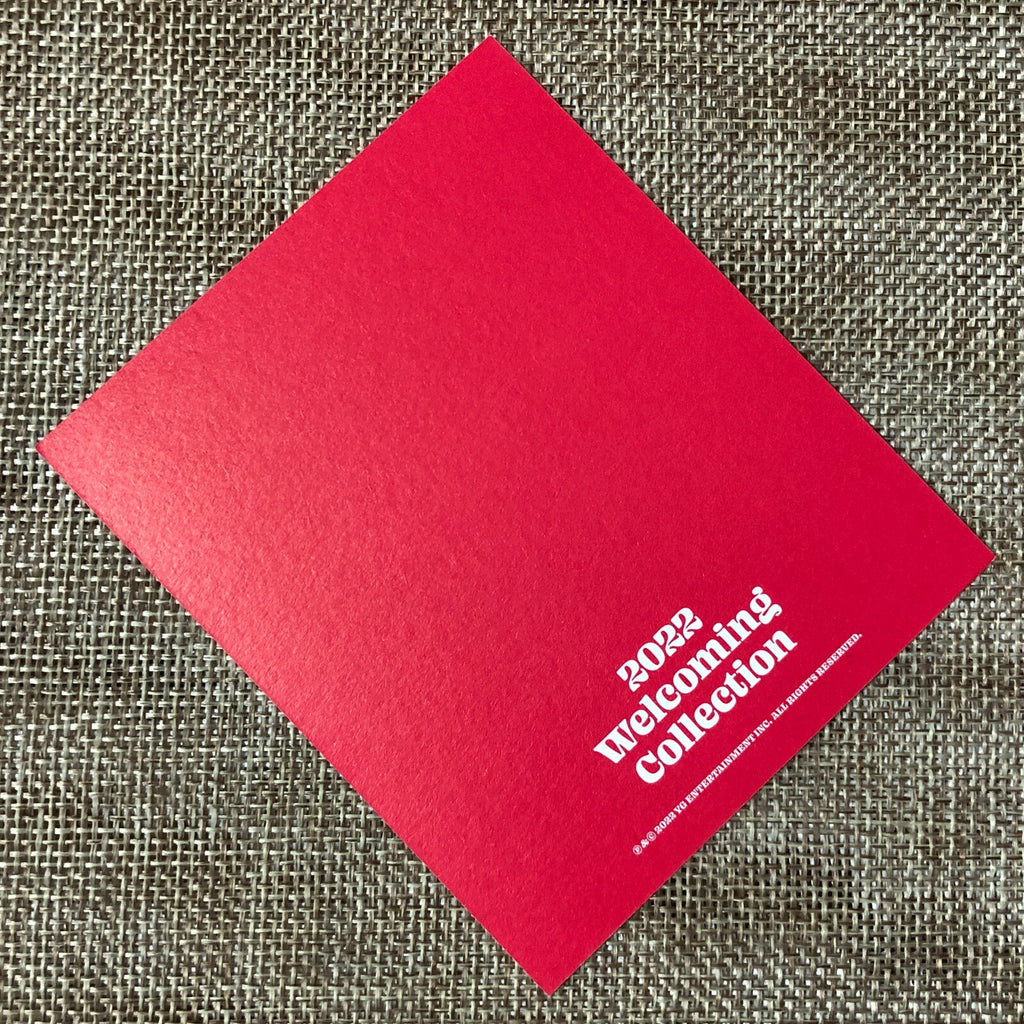 2022
Welcoming
Collection
℗ & © 2022 YG ENTERTAINMENT INC. ALL RIGHTS RESERVED.